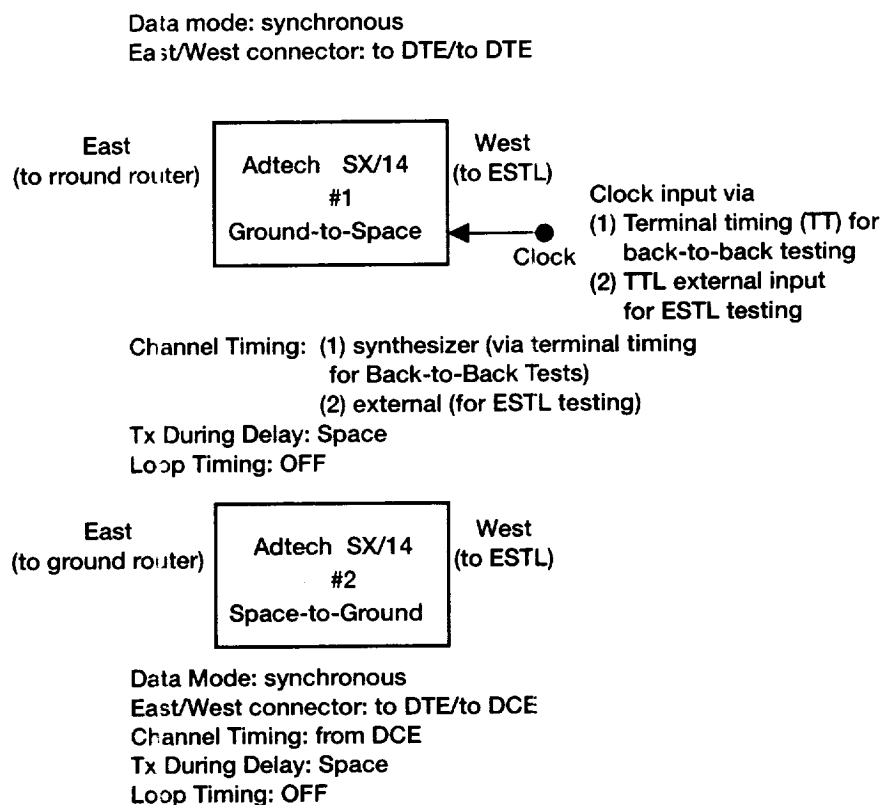 Data mode: synchronous
East/West connector: to DTE/to DTE
East
(to rround router)
Adtech SX/14
#1
Ground-to-Space
West
(to ESTL)
Clock
Clock input via
(1) Terminal timing (TT) for
back-to-back testing
(2) TTL external input
for ESTL testing
Channel Timing: (1) synthesizer (via terminal timing
for Back-to-Back Tests)
(2) external (for ESTL testing)
Tx During Delay: Space
Loop Timing: OFF
East
(to ground router)
Adtech SX/14
#2
Space-to-Ground
West
(to ESTL)
Data Mode: synchronous
East/West connector: to DTE/to DCE
Channel Timing: from DCE
Tx During Delay: Space
Loop Timing: OFF